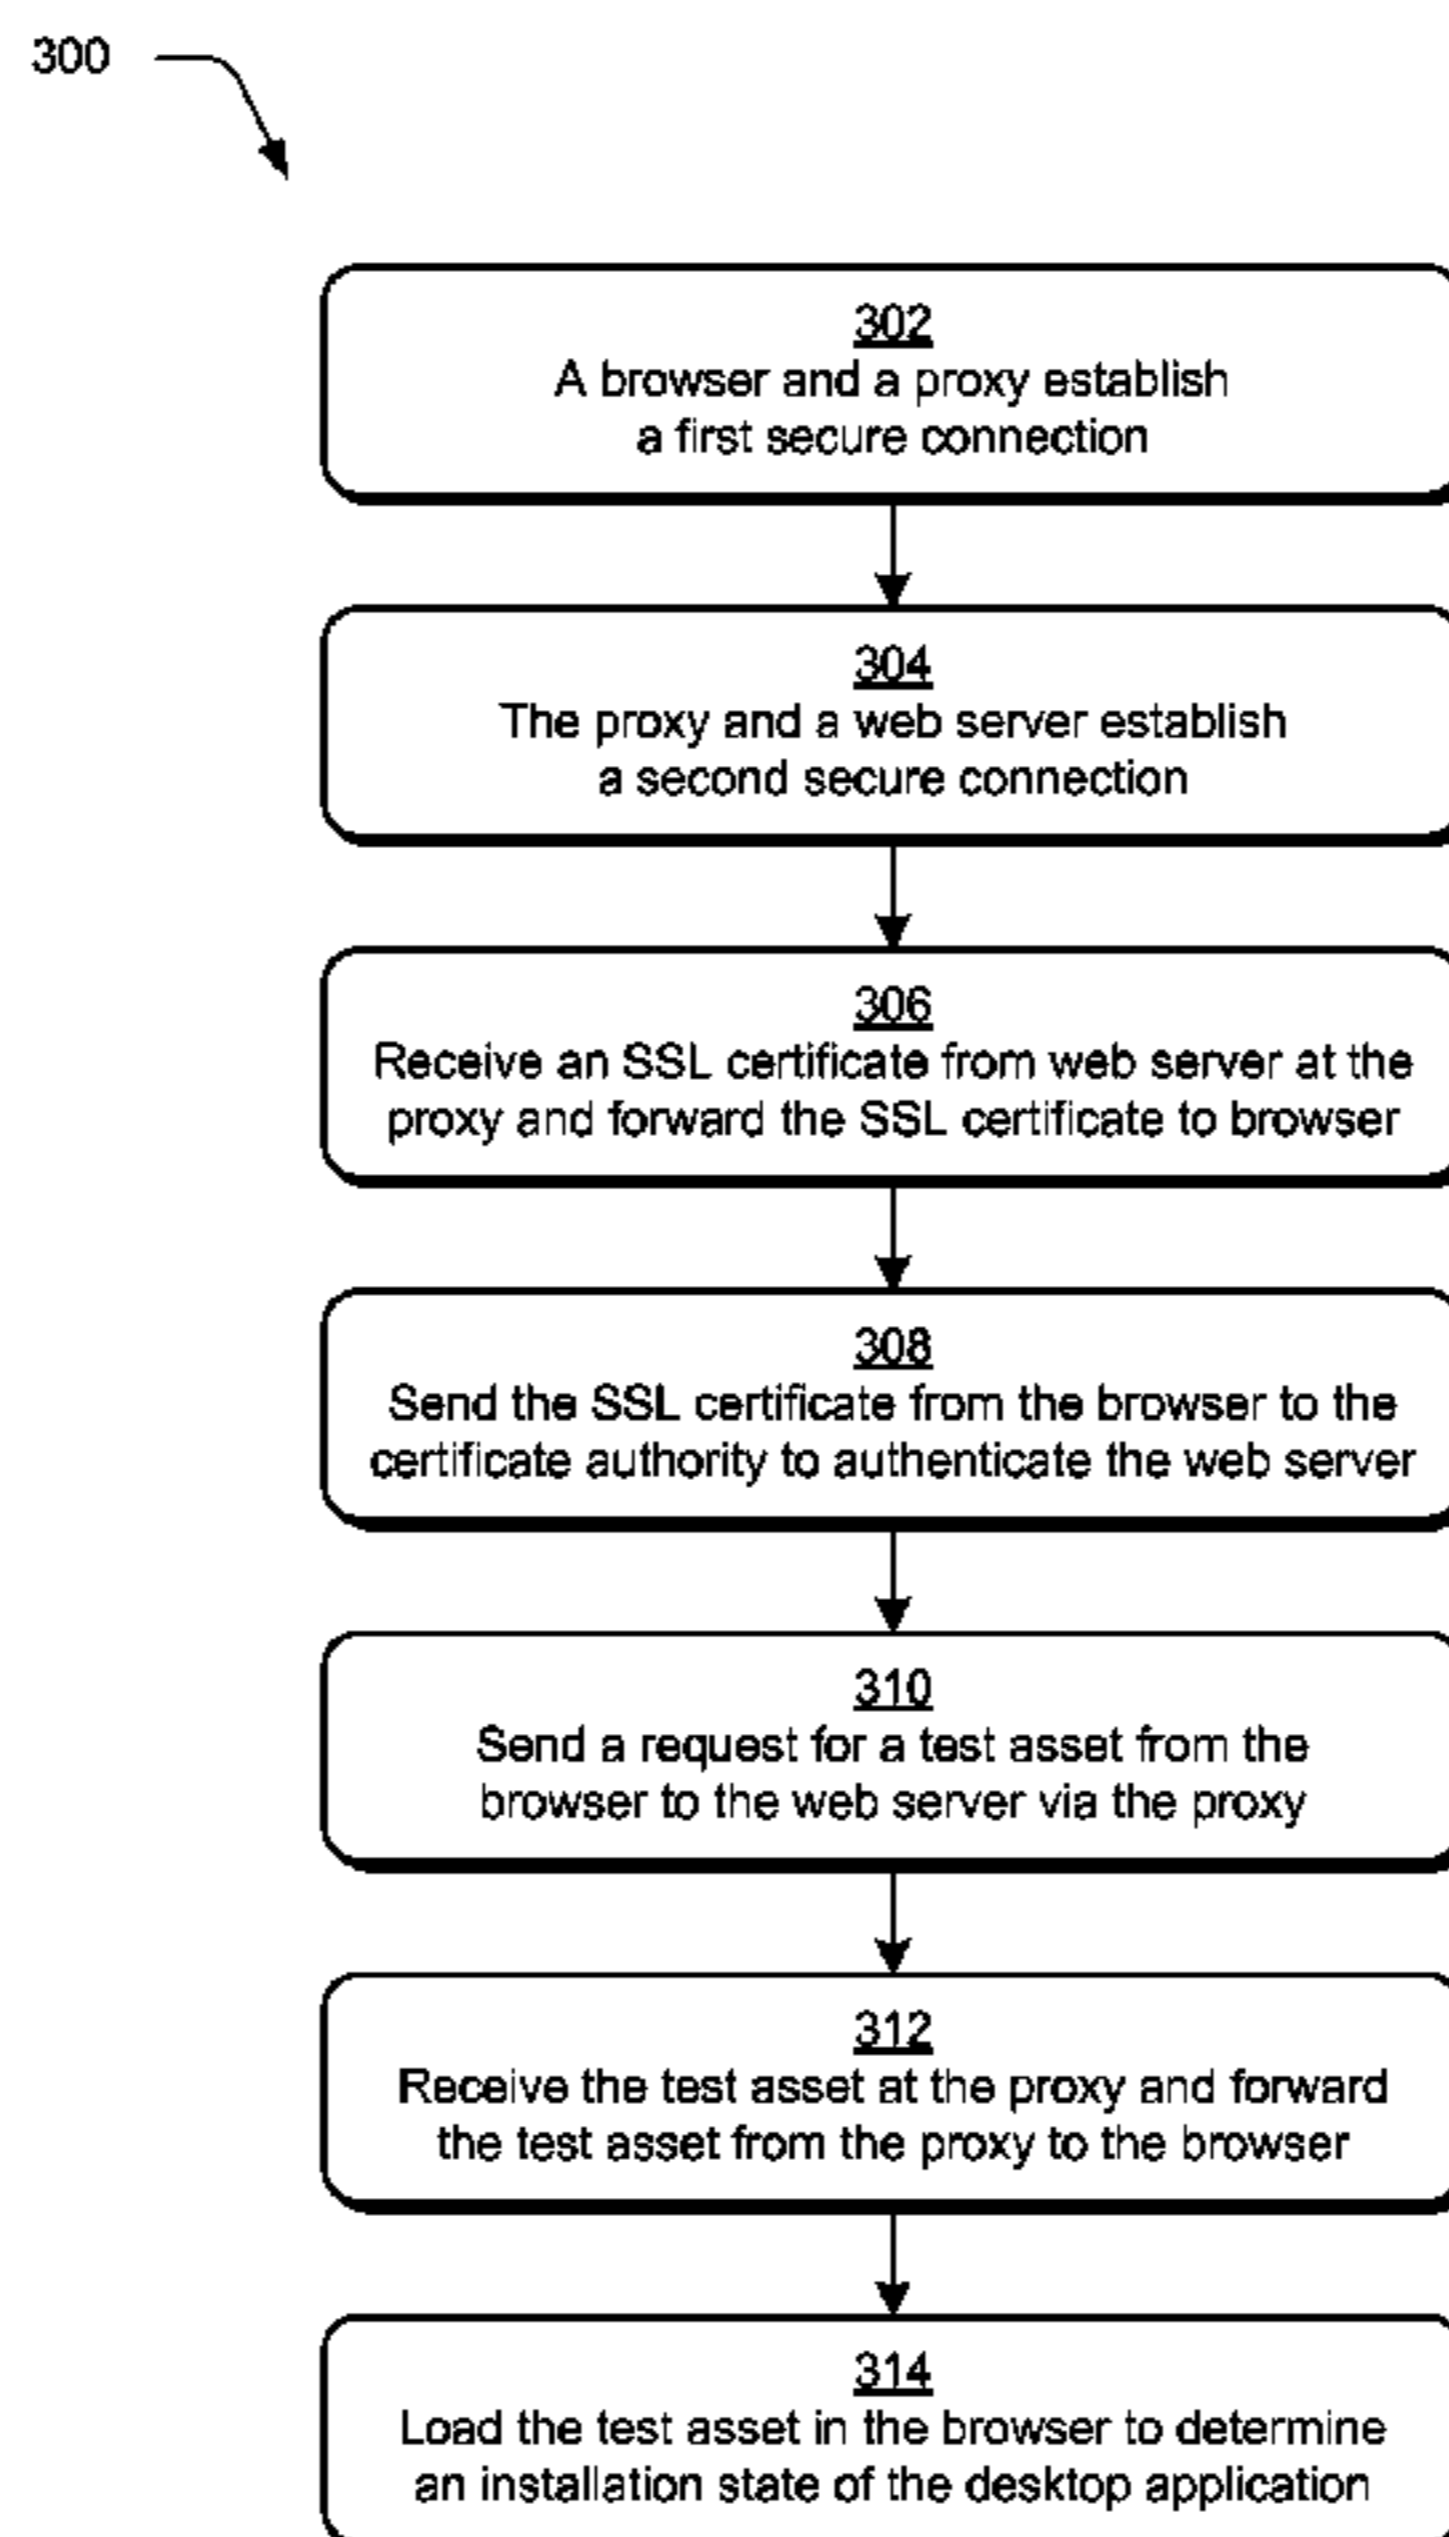 300
302
A browser and a proxy establish
a first secure connection
304
The proxy and a web server establish
a second secure connection
306
Receive an SSL certificate from web server at the
proxy and forward the SSL certificate to browser
308
Send the SSL certificate from the browser to the
certificate authority to authenticate the web server
310
Send a request for a test asset from the
browser to the web server via the proxy
312
Receive the test asset at the proxy and forward
the test asset from the proxy to the browser
314
Load the test asset in the browser to determine
an installation state of the desktop application